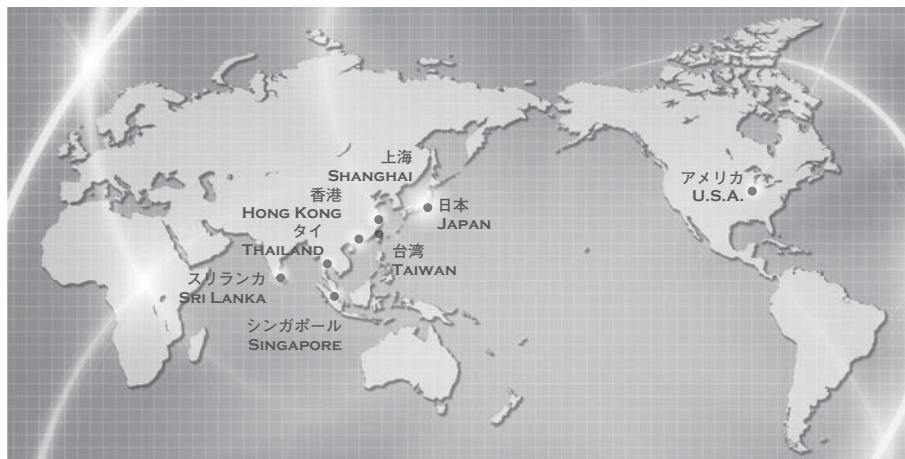 上海
SHANGHAI
香港
HONG KONG
タイ
THAILAND
日本
JAPAN
台湾
TAIWAN
スリランカ
SRI LANKA
シンガポール
SINGAPORE
アメリカ
U.S.A.